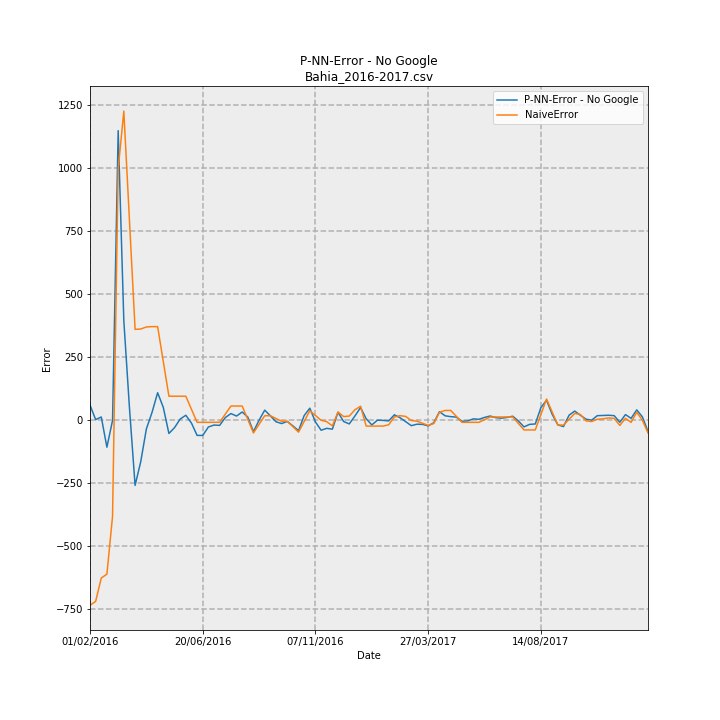 P-NN-Error - No Google
Bahia_2016-2017.csv
P-NN-Error - No Google
NaiveError
1250
1000
750
500
250
0
−250
−500
−750
Error
01/02/2016 20/06/2016 07/11/2016 27/03/2017 14/08/2017
Date